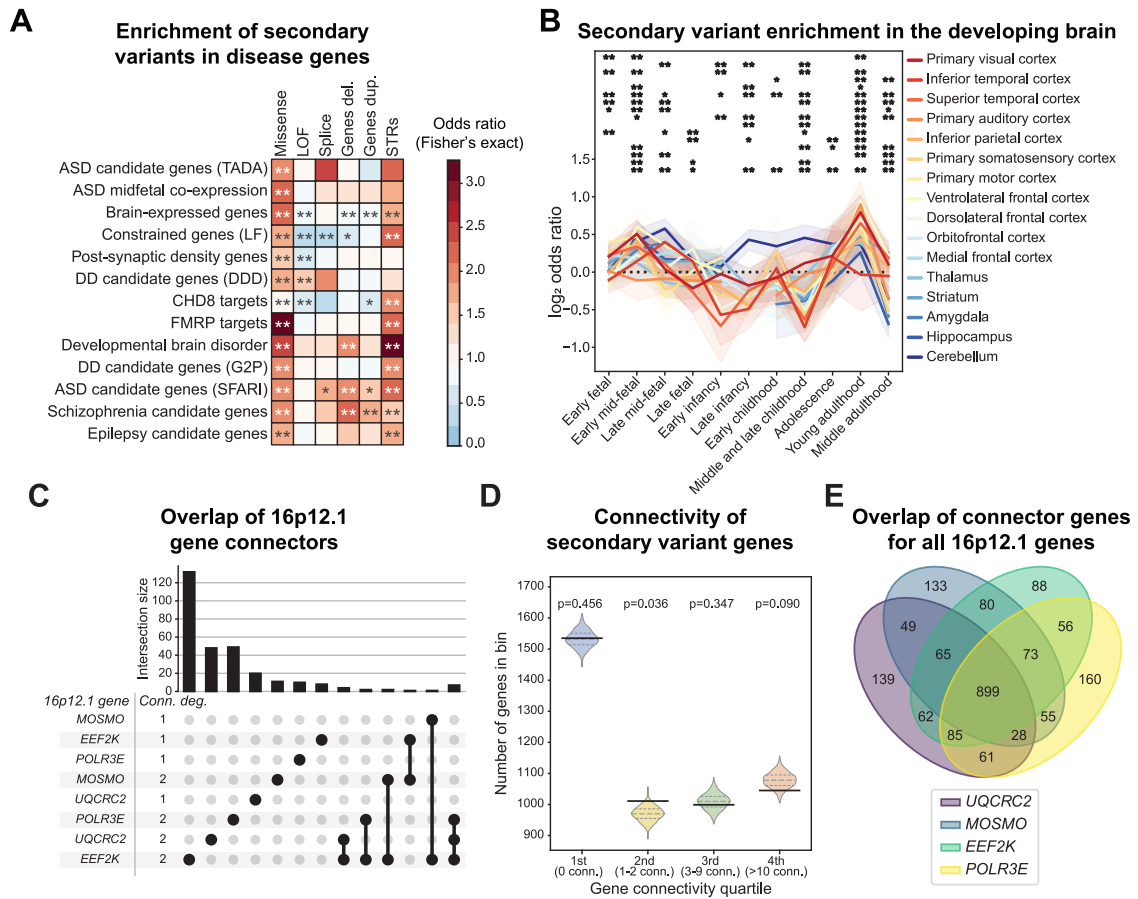 A
Enrichment of secondary
variants in disease genes
Missense
LOF
Splice
Genes del.
Genes dup.
STRs
Odds ratio
(Fisher's exact)
ASD candidate genes (TADA)
ASD midfetal co-expression
Brain-expressed genes
Constrained genes (LF)
Post-synaptic density genes
DD candidate genes (DDD)
CHD8 targets
FMRP targets
Developmental brain disorder
DD candidate genes (G2P)
ASD candidate genes (SFARI)
Schizophrenia candidate genes
Epilepsy candidate genes
3.0
2.5
2.0
1.5
1.0
0.5
0.0
B
Secondary variant enrichment in the developing brain
log₂ odds ratio
1.5
1.0
0.5
0.0
−1.0
Early fetal
Early mid-fetal
Late mid-fetal
Late fetal
Early infancy
Late infancy
Early childhood
Middle and late childhood
Adolescence
Young adulthood
Middle adulthood
Primary visual cortex
Inferior temporal cortex
Superior temporal cortex
Primary auditory cortex
Inferior parietal cortex
Primary somatosensory cortex
Primary motor cortex
Ventrolateral frontal cortex
Dorsolateral frontal cortex
Orbitofrontal cortex
Medial frontal cortex
Thalamus
Striatum
Amygdala
Hippocampus
Cerebellum
C
Overlap of 16p12.1
gene connectors
Intersection size
120
100
80
60
40
20
0
16p12.1 gene Conn. deg.
MOSMO 1
EEF2K 1
POLR3E 1
MOSMO 2
UQCRC2 1
POLR3E 2
UQCRC2 2
EEF2K 2
D
Connectivity of
secondary variant genes
Number of genes in bin
1700
1600
1500
1400
1300
1200
1100
1000
900
p=0.456 p=0.036 p=0.347 p=0.090
1st 2nd 3rd 4th
(0 conn.) (1-2 conn.) (3-9 conn.) (>10 conn.)
Gene connectivity quartile
E
Overlap of connector genes
for all 16p12.1 genes
133 88
80
49 56
65 73
139 899 160
62 55
85 28
61
UQCRC2
MOSMO
EEF2K
POLR3E